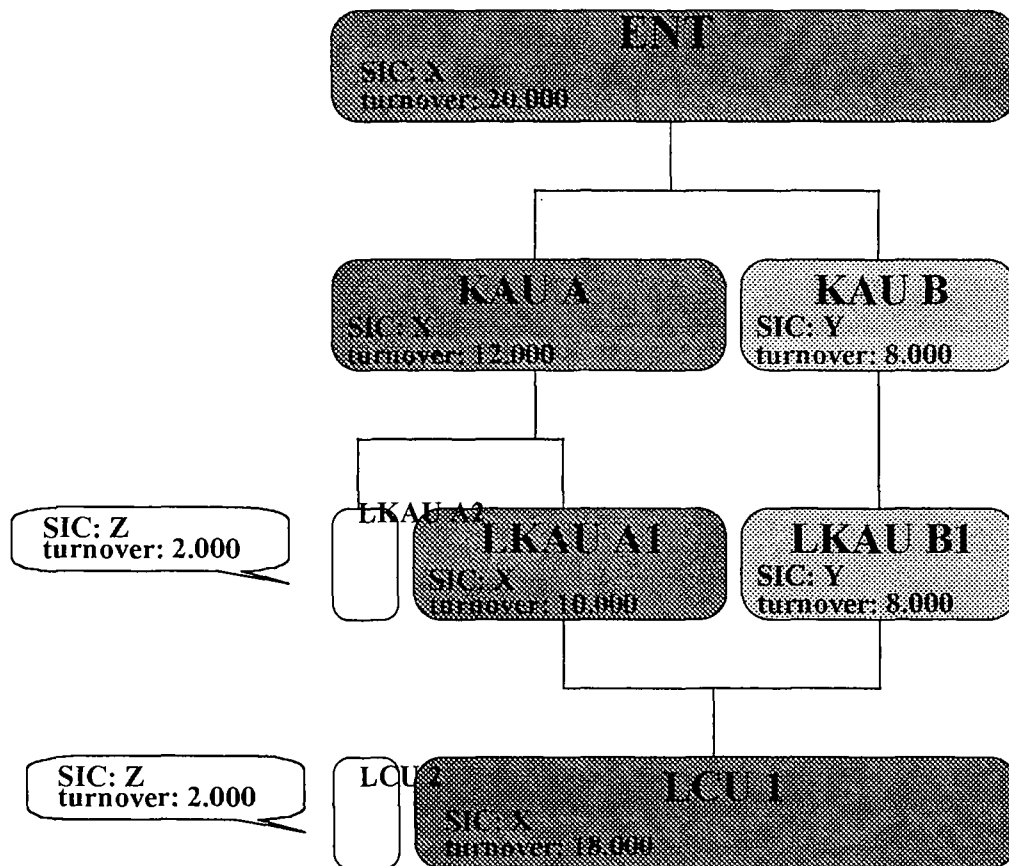 ENT
SIC: X
turnover: 20.000
KAU A
SIC: X
turnover: 12.000
KAU B
SIC: Y
turnover: 8.000
SIC: Z
turnover: 2.000
LKAU A2
LKAU A1
SIC: X
turnover: 10.000
LKAU B1
SIC: Y
turnover: 8.000
SIC: Z
turnover: 2.000
LCU 2
LCU 1
SIC: X
turnover: 18.000